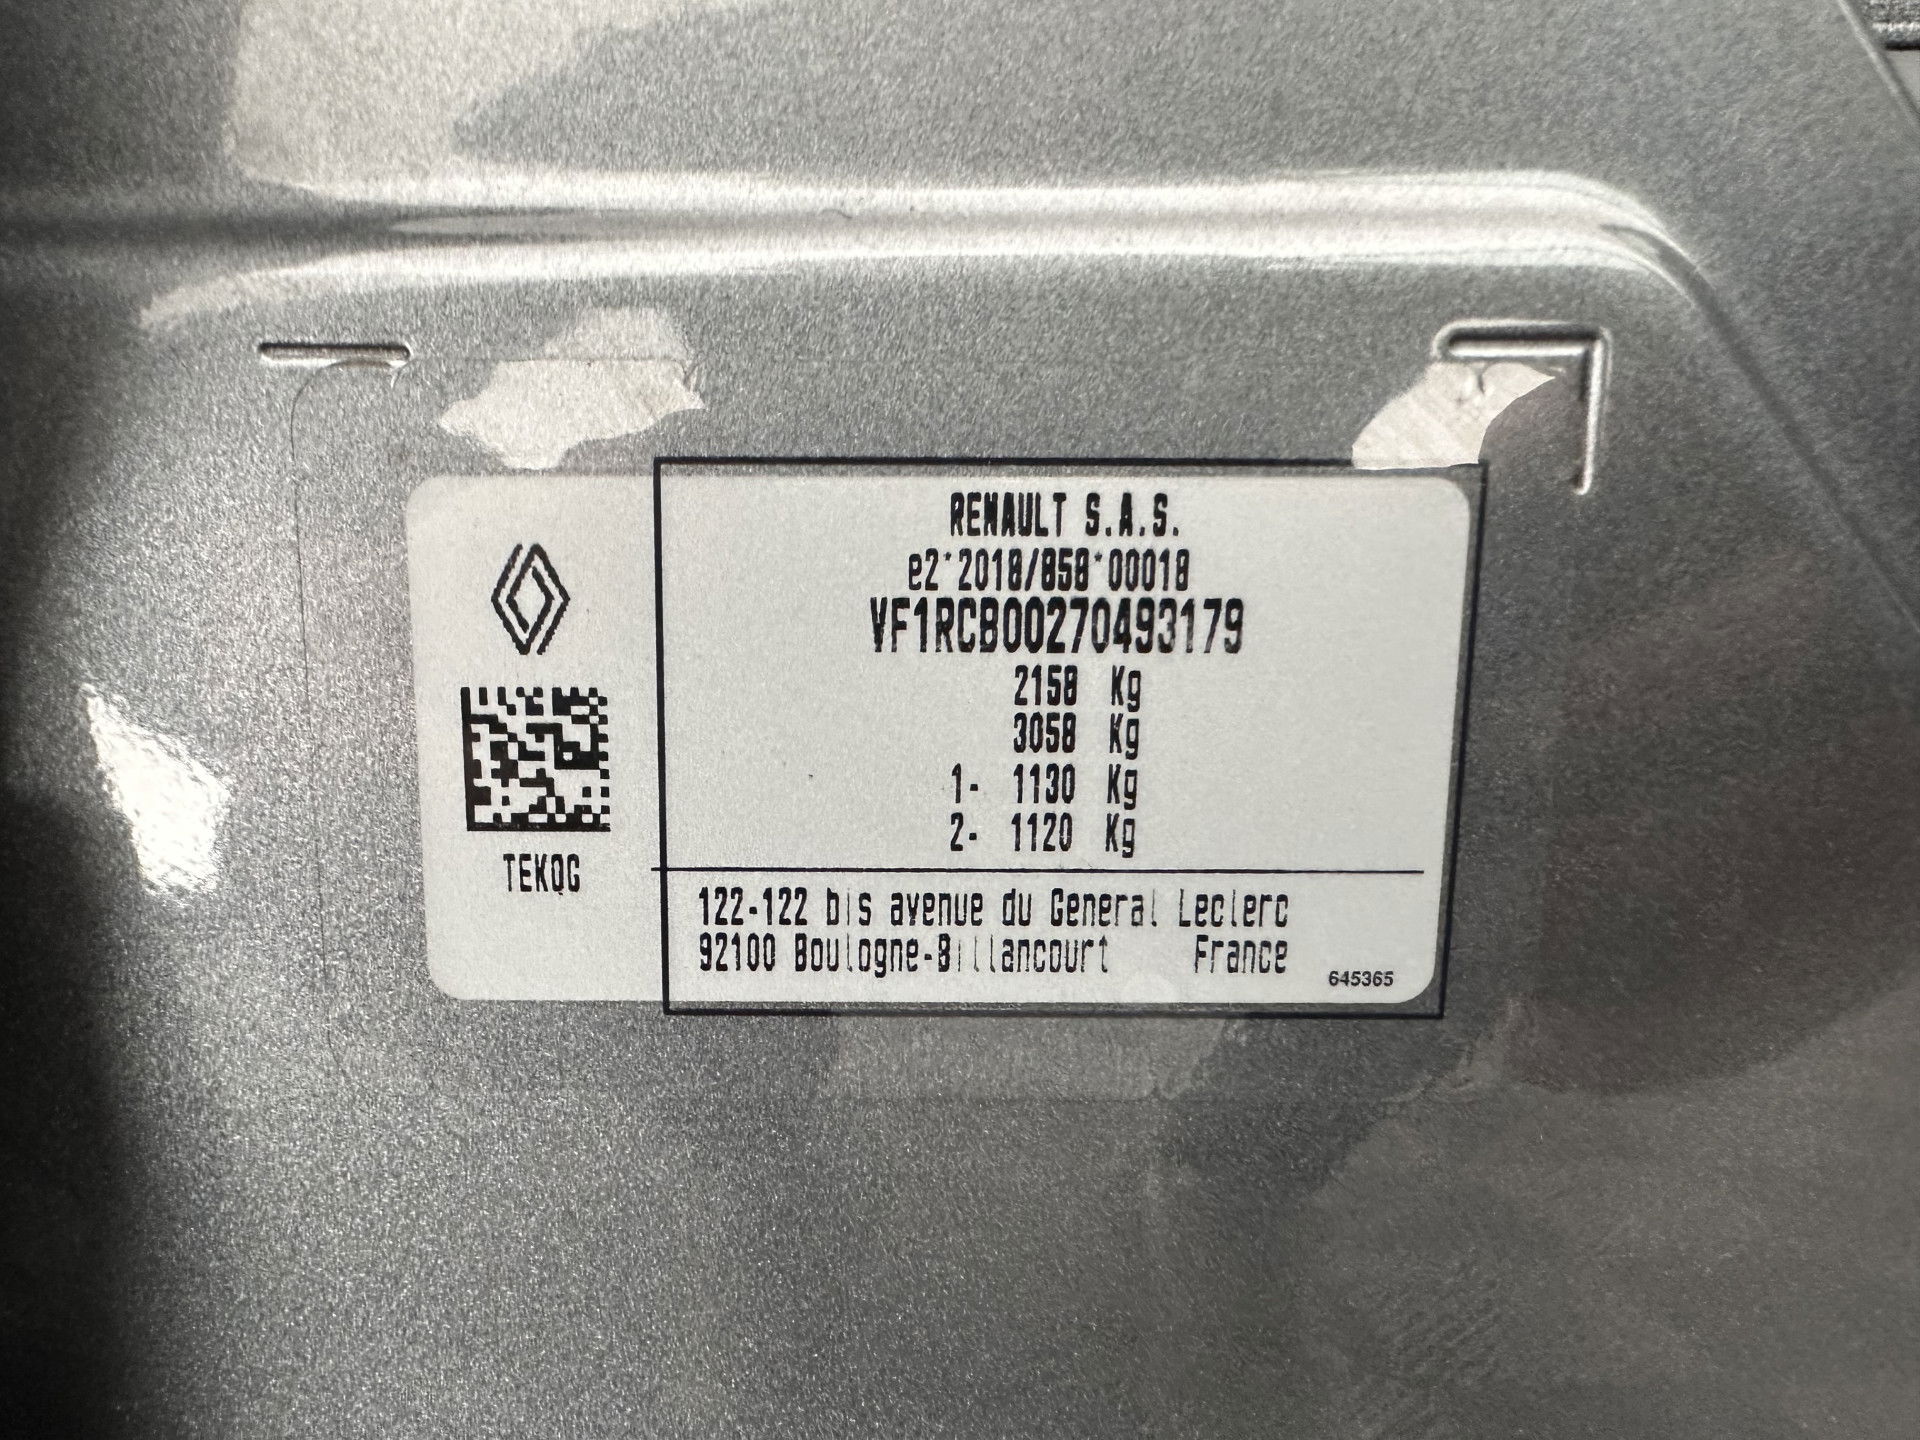 RENAULT S.A.S.
e2*2018/858*00018
VF1RCB00270493179
2158 Kg
3058 Kg
1- 1130 Kg
2- 1120 Kg
TEKQG
122-122 bis avenue du General Leclerc
92100 Boulogne-Billancourt France
645365